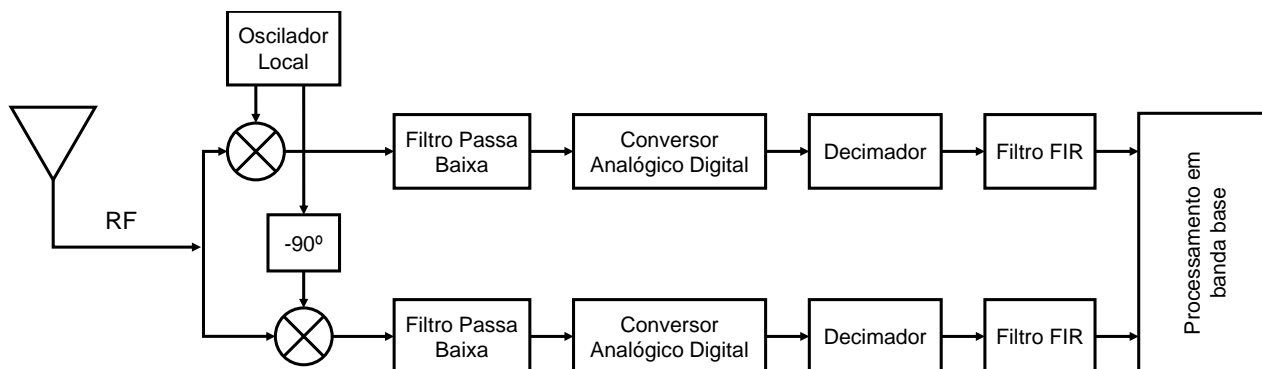 Oscilador
Local
Filtro Passa
Baixa
Conversor
Analógico Digital
Decimador
Filtro FIR
RF
-90º
Filtro Passa
Baixa
Conversor
Analógico Digital
Decimador
Filtro FIR
Processamento em
banda base